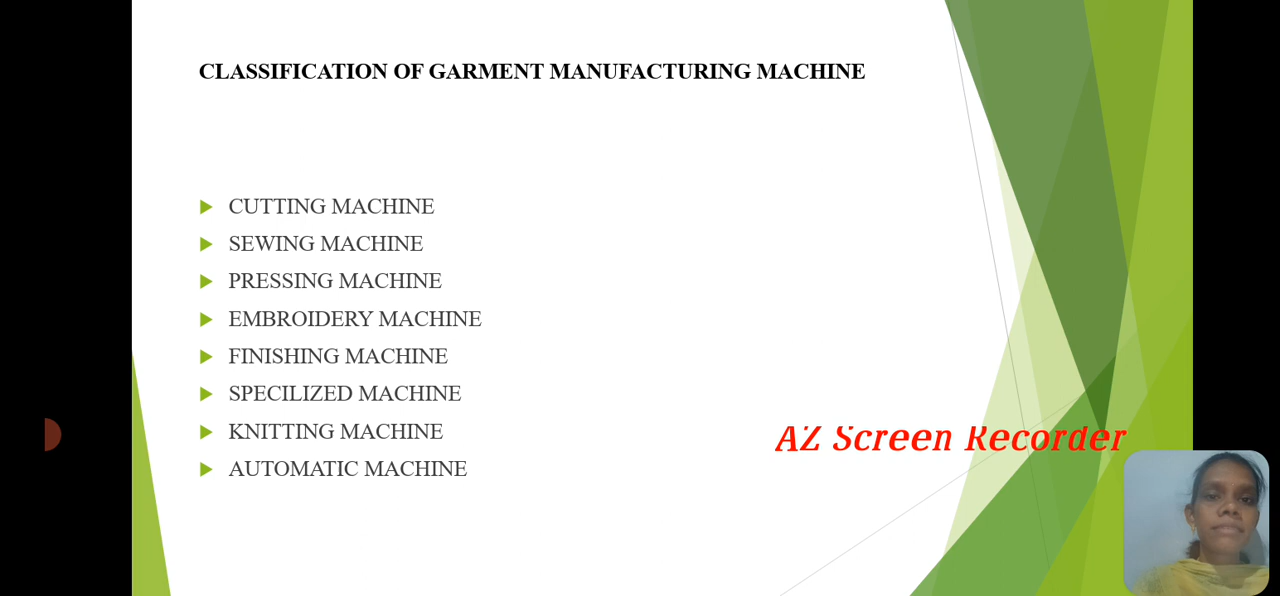 CLASSIFICATION OF GARMENT MANUFACTURING MACHINE
CUTTING MACHINE
SEWING MACHINE
PRESSING MACHINE
EMBROIDERY MACHINE
FINISHING MACHINE
SPECILIZED MACHINE
KNITTING MACHINE
AUTOMATIC MACHINE
AZ Screen Recorder